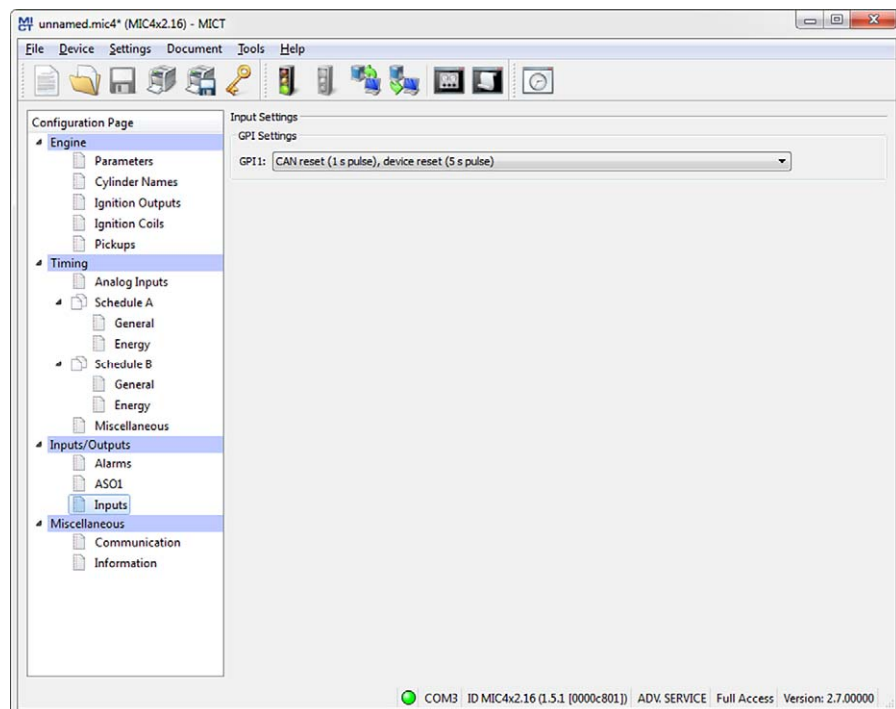 MICT unnamed.mic4* (MIC4x2.16) - MICT
File Device Settings Document Tools Help
Configuration Page
Engine
Parameters
Cylinder Names
Ignition Outputs
Ignition Coils
Pickups
Timing
Analog Inputs
Schedule A
General
Energy
Schedule B
General
Energy
Miscellaneous
Inputs/Outputs
Alarms
ASO1
Inputs
Miscellaneous
Communication
Information
Input Settings
GPI Settings
GPI 1: CAN reset (1 s pulse), device reset (5 s pulse)
COM3 ID MIC4x2.16 (1.5.1 [0000c801]) ADV. SERVICE Full Access Version: 2.7.00000